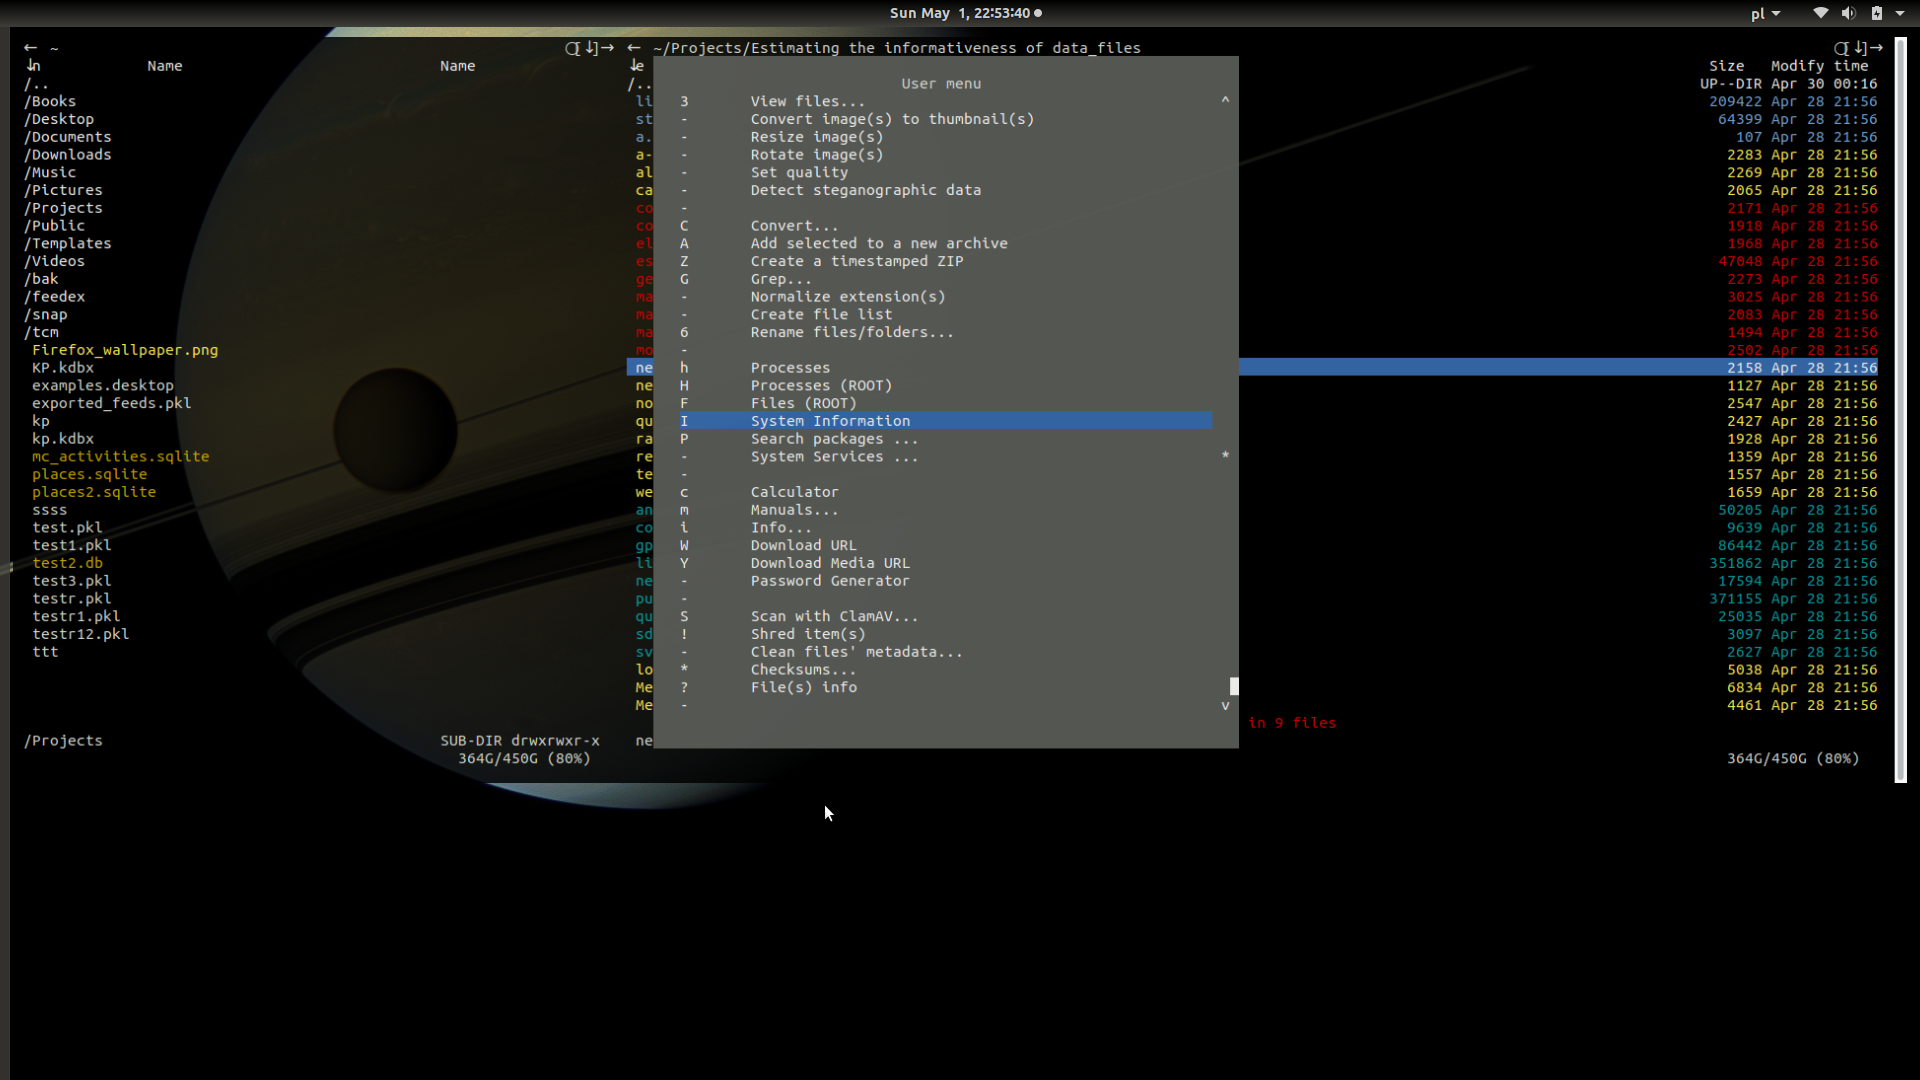 Sun May 1, 22:53:40
pl
← ~
Name
Name
/..
/Books
/Desktop
/Documents
/Downloads
/Music
/Pictures
/Projects
/Public
/Templates
/Videos
/bak
/feedex
/snap
/tcm
Firefox_wallpaper.png
KP.kdbx
examples.desktop
exported_feeds.pkl
kp
kp.kdbx
mc_activities.sqlite
places.sqlite
places2.sqlite
ssss
test.pkl
test1.pkl
test2.db
test3.pkl
testr.pkl
testr1.pkl
testr12.pkl
ttt
/Projects
SUB-DIR drwxrwxr-x
364G/450G (80%)
← ~/Projects/Estimating the informativeness of data_files
/..
li
st
a.
a-
al
ca
co
co
el
es
ge
ma
ma
ma
mo
ne
ne
no
qu
ra
re
te
we
an
co
gp
li
ne
pu
qu
sd
sv
lo
Me
Me
ne
User menu
3 View files...
- Convert image(s) to thumbnail(s)
- Resize image(s)
- Rotate image(s)
- Set quality
- Detect steganographic data
-
C Convert...
A Add selected to a new archive
Z Create a timestamped ZIP
G Grep...
- Normalize extension(s)
- Create file list
6 Rename files/folders...
-
h Processes
H Processes (ROOT)
F Files (ROOT)
I System Information
P Search packages ...
- System Services ...
-
c Calculator
m Manuals...
i Info...
W Download URL
Y Download Media URL
- Password Generator
-
S Scan with ClamAV...
! Shred item(s)
- Clean files' metadata...
* Checksums...
? File(s) info
-
^
*
v
Size Modify time
UP--DIR Apr 30 00:16
209422 Apr 28 21:56
64399 Apr 28 21:56
107 Apr 28 21:56
2283 Apr 28 21:56
2269 Apr 28 21:56
2065 Apr 28 21:56
2171 Apr 28 21:56
1918 Apr 28 21:56
1968 Apr 28 21:56
47048 Apr 28 21:56
2273 Apr 28 21:56
3025 Apr 28 21:56
2083 Apr 28 21:56
1494 Apr 28 21:56
2502 Apr 28 21:56
2158 Apr 28 21:56
1127 Apr 28 21:56
2547 Apr 28 21:56
2427 Apr 28 21:56
1928 Apr 28 21:56
1359 Apr 28 21:56
1557 Apr 28 21:56
1659 Apr 28 21:56
50205 Apr 28 21:56
9639 Apr 28 21:56
86442 Apr 28 21:56
351862 Apr 28 21:56
17594 Apr 28 21:56
371155 Apr 28 21:56
25035 Apr 28 21:56
3097 Apr 28 21:56
2627 Apr 28 21:56
5038 Apr 28 21:56
6834 Apr 28 21:56
4461 Apr 28 21:56
in 9 files
364G/450G (80%)